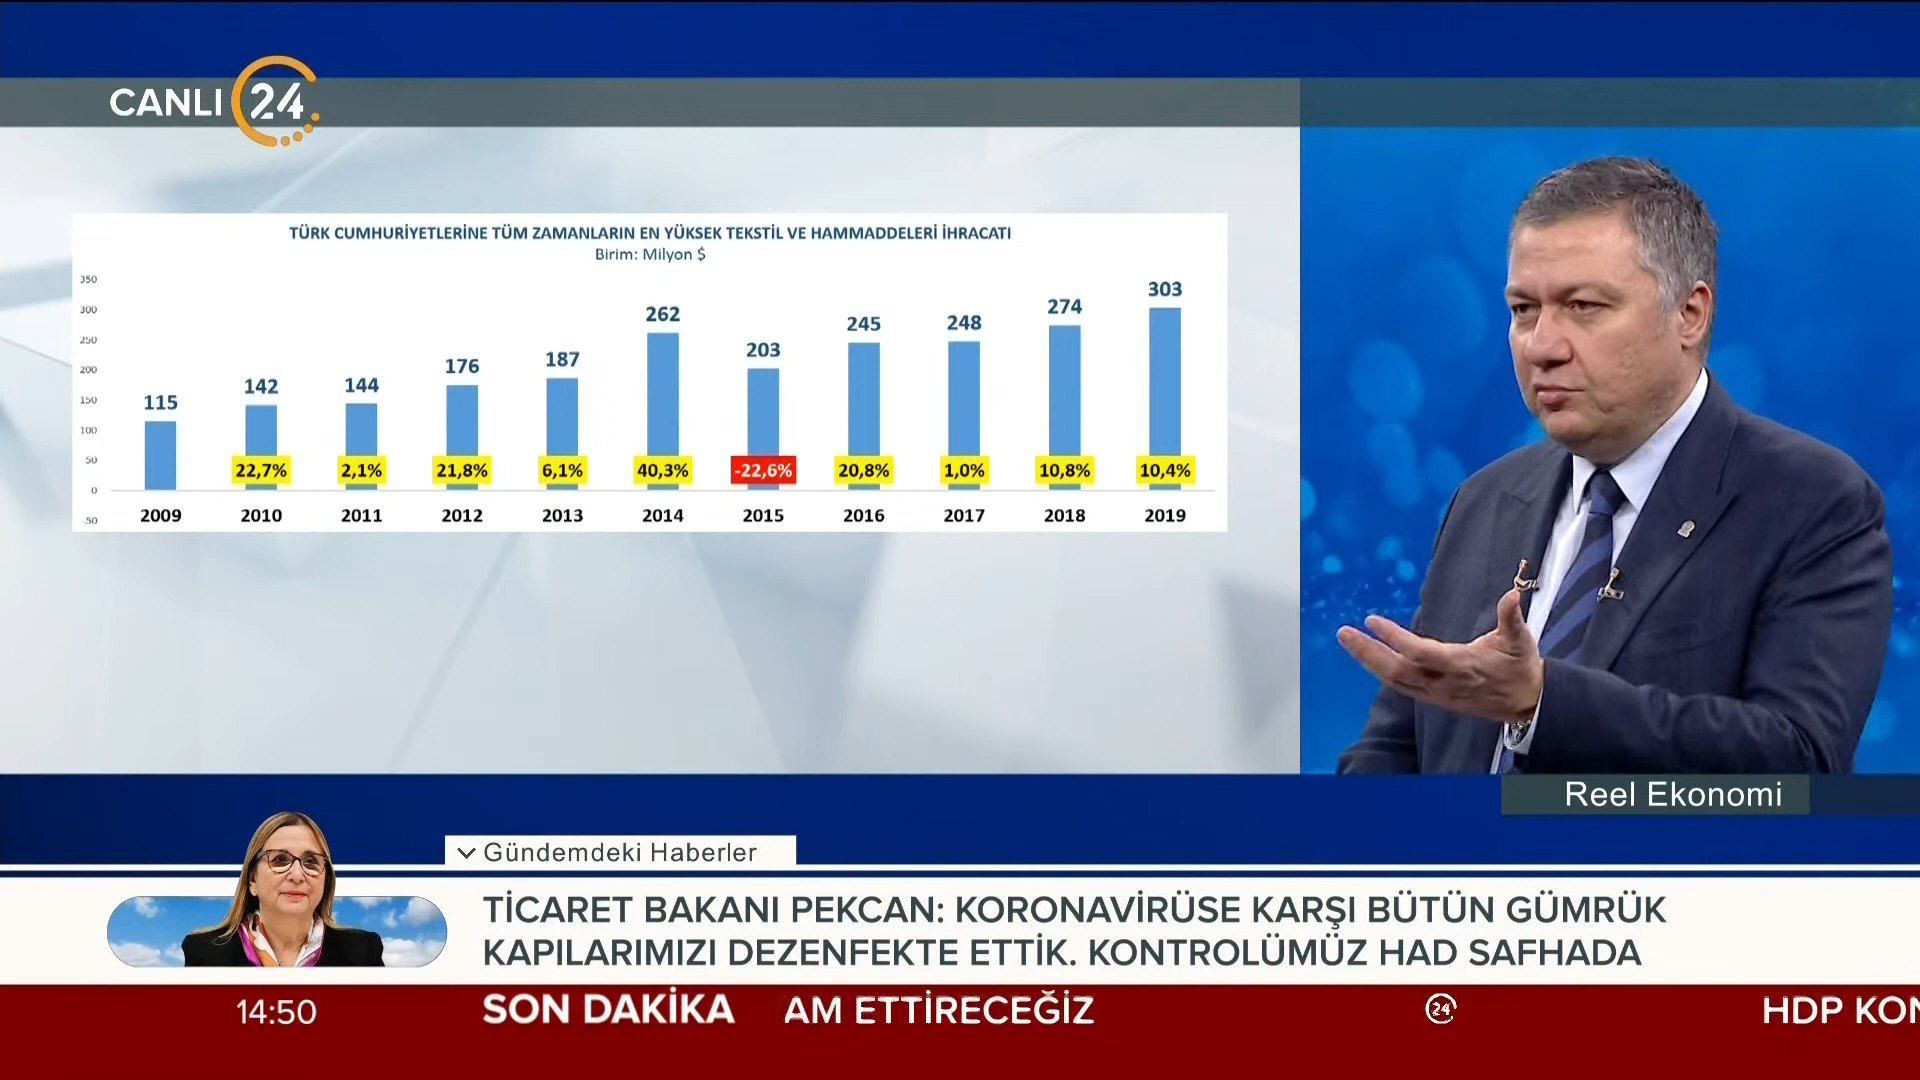 CANLI 24
TÜRK CUMHURİYETLERİNE TÜM ZAMANLARIN EN YÜKSEK TEKSTİL VE HAMMADDELERİ İHRACATI
Birim: Milyon $
350
300
250
200
150
100
50
0
-50
115 142 144 176 187 262 203 245 248 274 303
22,7% 2,1% 21,8% 6,1% 40,3% -22,6% 20,8% 1,0% 10,8% 10,4%
2009 2010 2011 2012 2013 2014 2015 2016 2017 2018 2019
Reel Ekonomi
Gündemdeki Haberler
TİCARET BAKANI PEKCAN: KORONAVİRÜSE KARŞI BÜTÜN GÜMRÜK
KAPILARIMIZI DEZENFEKTE ETTİK. KONTROLÜMÜZ HAD SAFHADA
14:50 SON DAKİKA AM ETTİRECEĞİZ 24 HDP KON